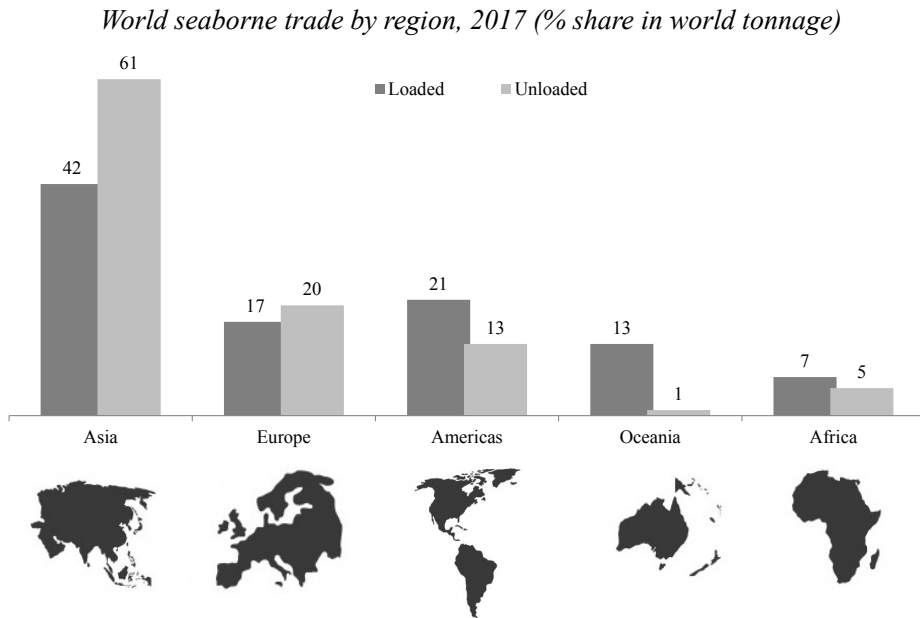 World seaborne trade by region, 2017 (% share in world tonnage)
Loaded Unloaded
42 61
17 20
21 13
13 1
7 5
Asia Europe Americas Oceania Africa